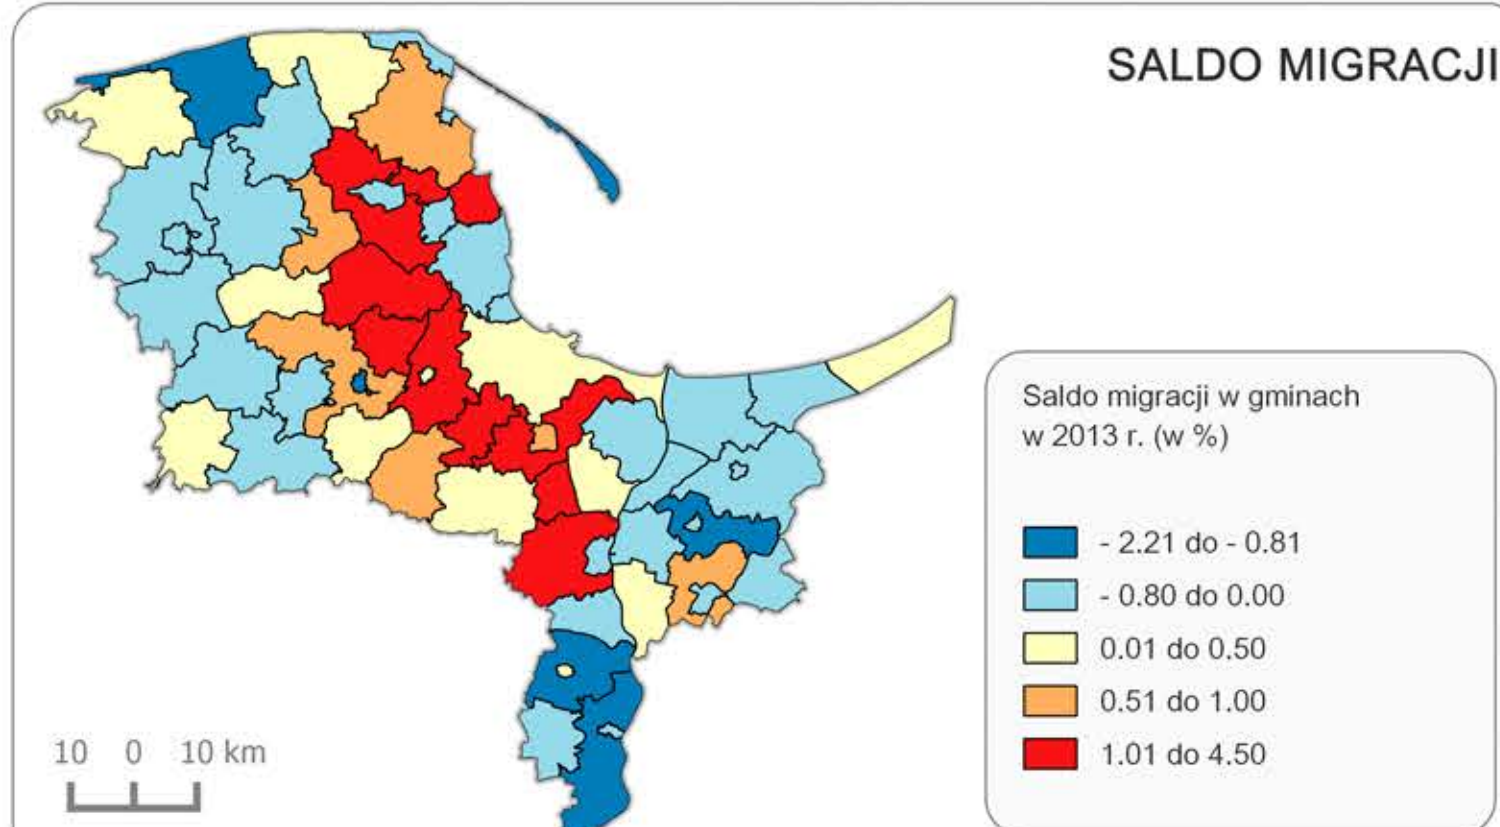 SALDO MIGRACJI
Saldo migracji w gminach
w 2013 r. (w %)
- 2.21 do - 0.81
- 0.80 do 0.00
0.01 do 0.50
0.51 do 1.00
1.01 do 4.50
10 0 10 km